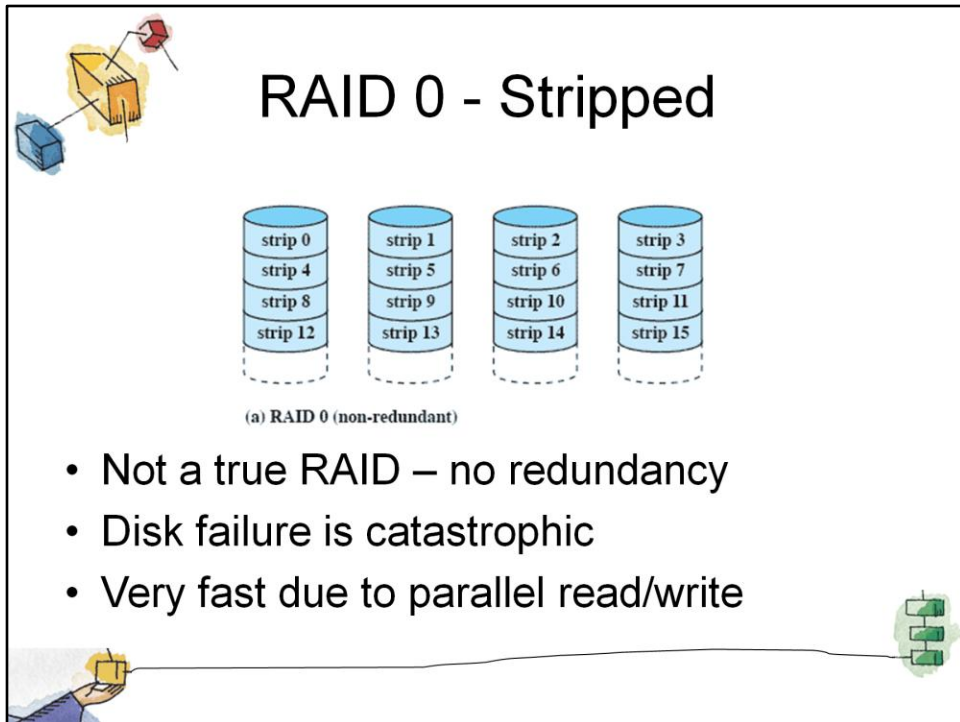 RAID 0 - Stripped
strip 0 strip 1 strip 2 strip 3
strip 4 strip 5 strip 6 strip 7
strip 8 strip 9 strip 10 strip 11
strip 12 strip 13 strip 14 strip 15
(a) RAID 0 (non-redundant)
• Not a true RAID – no redundancy
• Disk failure is catastrophic
• Very fast due to parallel read/write